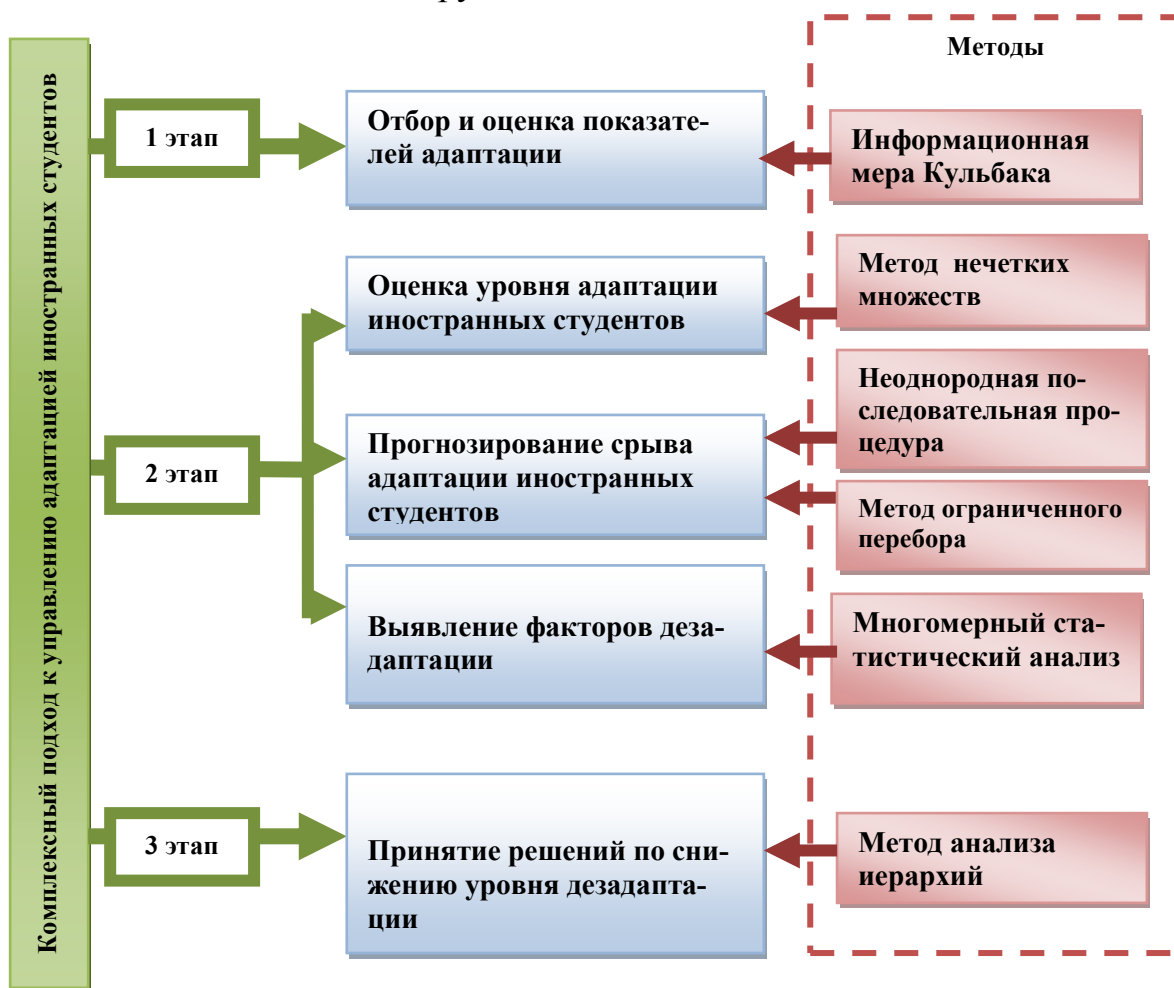 Комплексный подход к управлению адаптацией иностранных студентов
Методы
1 этап
Отбор и оценка показате-
лей адаптации
Информационная
мера Кульбака
2 этап
Оценка уровня адаптации
иностранных студентов
Метод нечетких
множеств
Прогнозирование срыва
адаптации иностранных
студентов
Неоднородная по-
следовательная про-
цедура
Метод ограниченного
перебора
Выявление факторов деза-
даптации
Многомерный ста-
тистический анализ
3 этап
Принятие решений по сни-
жению уровня дезадапта-
ции
Метод анализа
иерархий